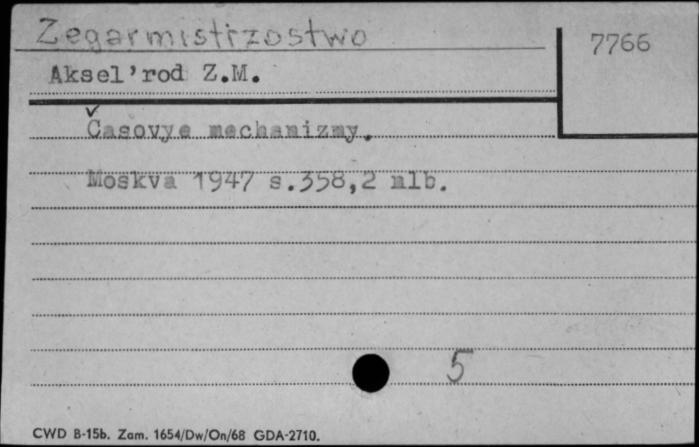 Zegarmistrzostwo
7766
Aksel'rod Z.M.
Časovye mechanizmy.
Moskva 1947 s.358,2 nlb.
5
CWD B-15b. Zam. 1654/Dw/On/68 GDA-2710.